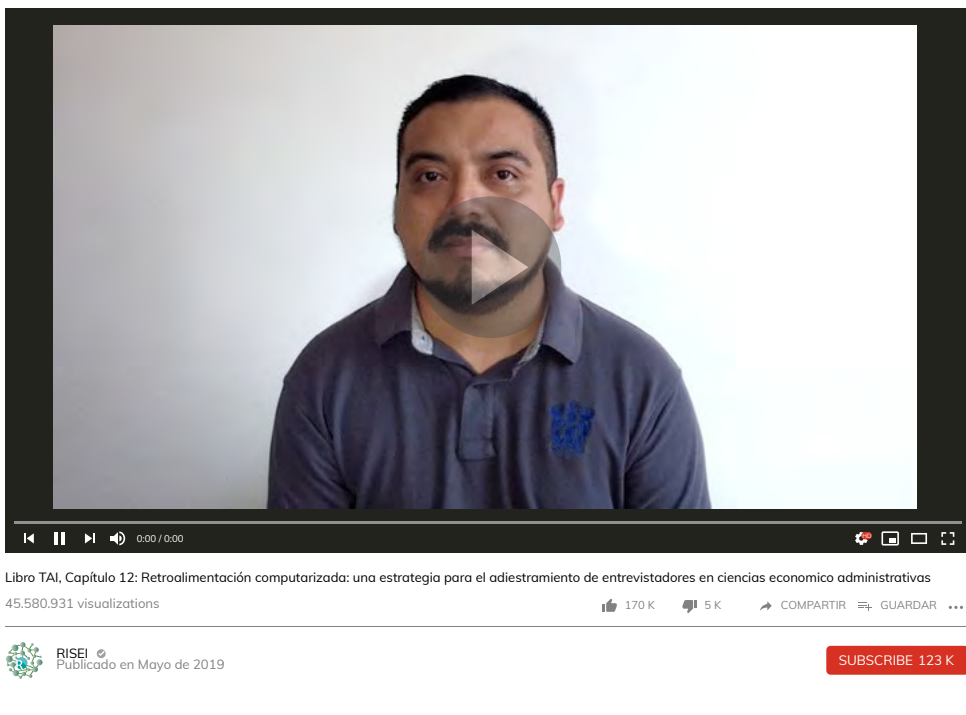 0:00 / 0:00
HD
Libro TAI, Capítulo 12: Retroalimentación computarizada: una estrategia para el adiestramiento de entrevistadores en ciencias economico administrativas
45.580.931 visualizations
170 K
5 K
COMPARTIR
GUARDAR
RISEI
Publicado en Mayo de 2019
SUBSCRIBE 123 K